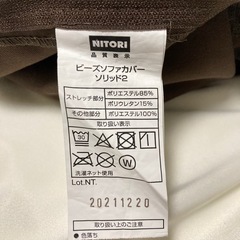 NITORI
品質表示
ビーズソファカバー
ソリッド2
ストレッチ部分 ポリエステル85%
ポリウレタン15%
その他部分 ポリエステル100%
取り扱い表示
洗濯ネット使用
Lot.NT.
20211220
取り扱い上のご注意
● 色落ち